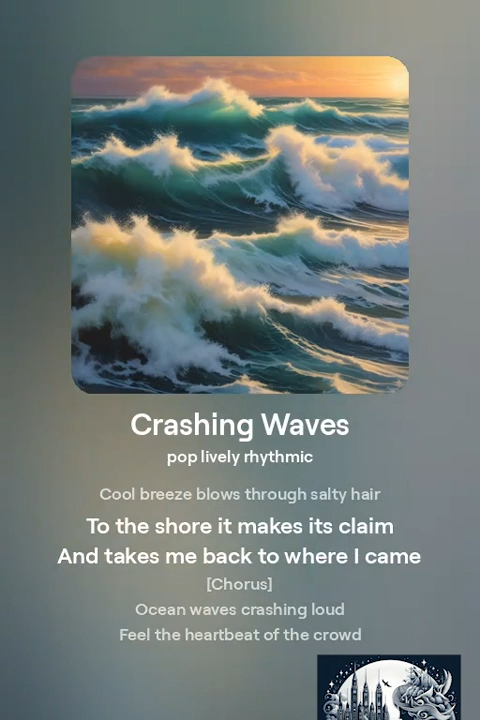 Crashing Waves
pop lively rhythmic
Cool breeze blows through salty hair
To the shore it makes its claim
And takes me back to where I came
[Chorus]
Ocean waves crashing loud
Feel the heartbeat of the crowd